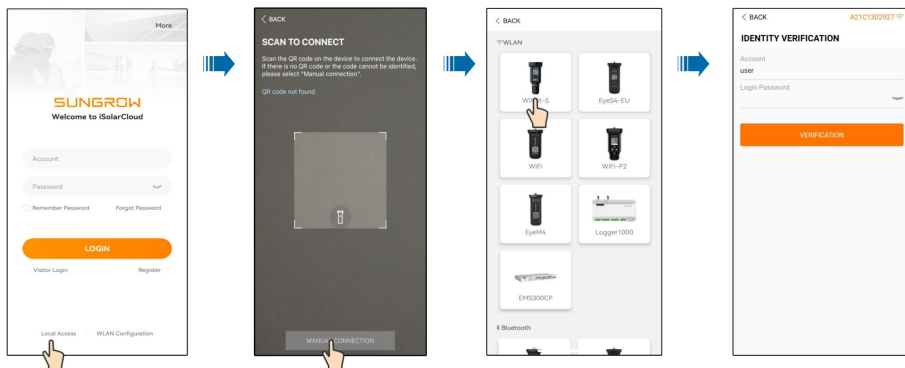 More
SUNGROW
Welcome to iSolarCloud
Account
Password
Remember Password
Forgot Password
LOGIN
Visitor Login
Register
Local Access
WLAN Configuration
< BACK
SCAN TO CONNECT
Scan the QR code on the device to connect the device.
If there is no QR code or the code cannot be identified,
please select "Manual connection".
QR code not found
MANUAL CONNECTION
< BACK
WLAN
EyeS4-EU
WiFi
WiFi-P2
EyeM4
Logger1000
EMS300CP
Bluetooth
< BACK
A21C1302927
IDENTITY VERIFICATION
Account
user
Login Password
VERIFICATION